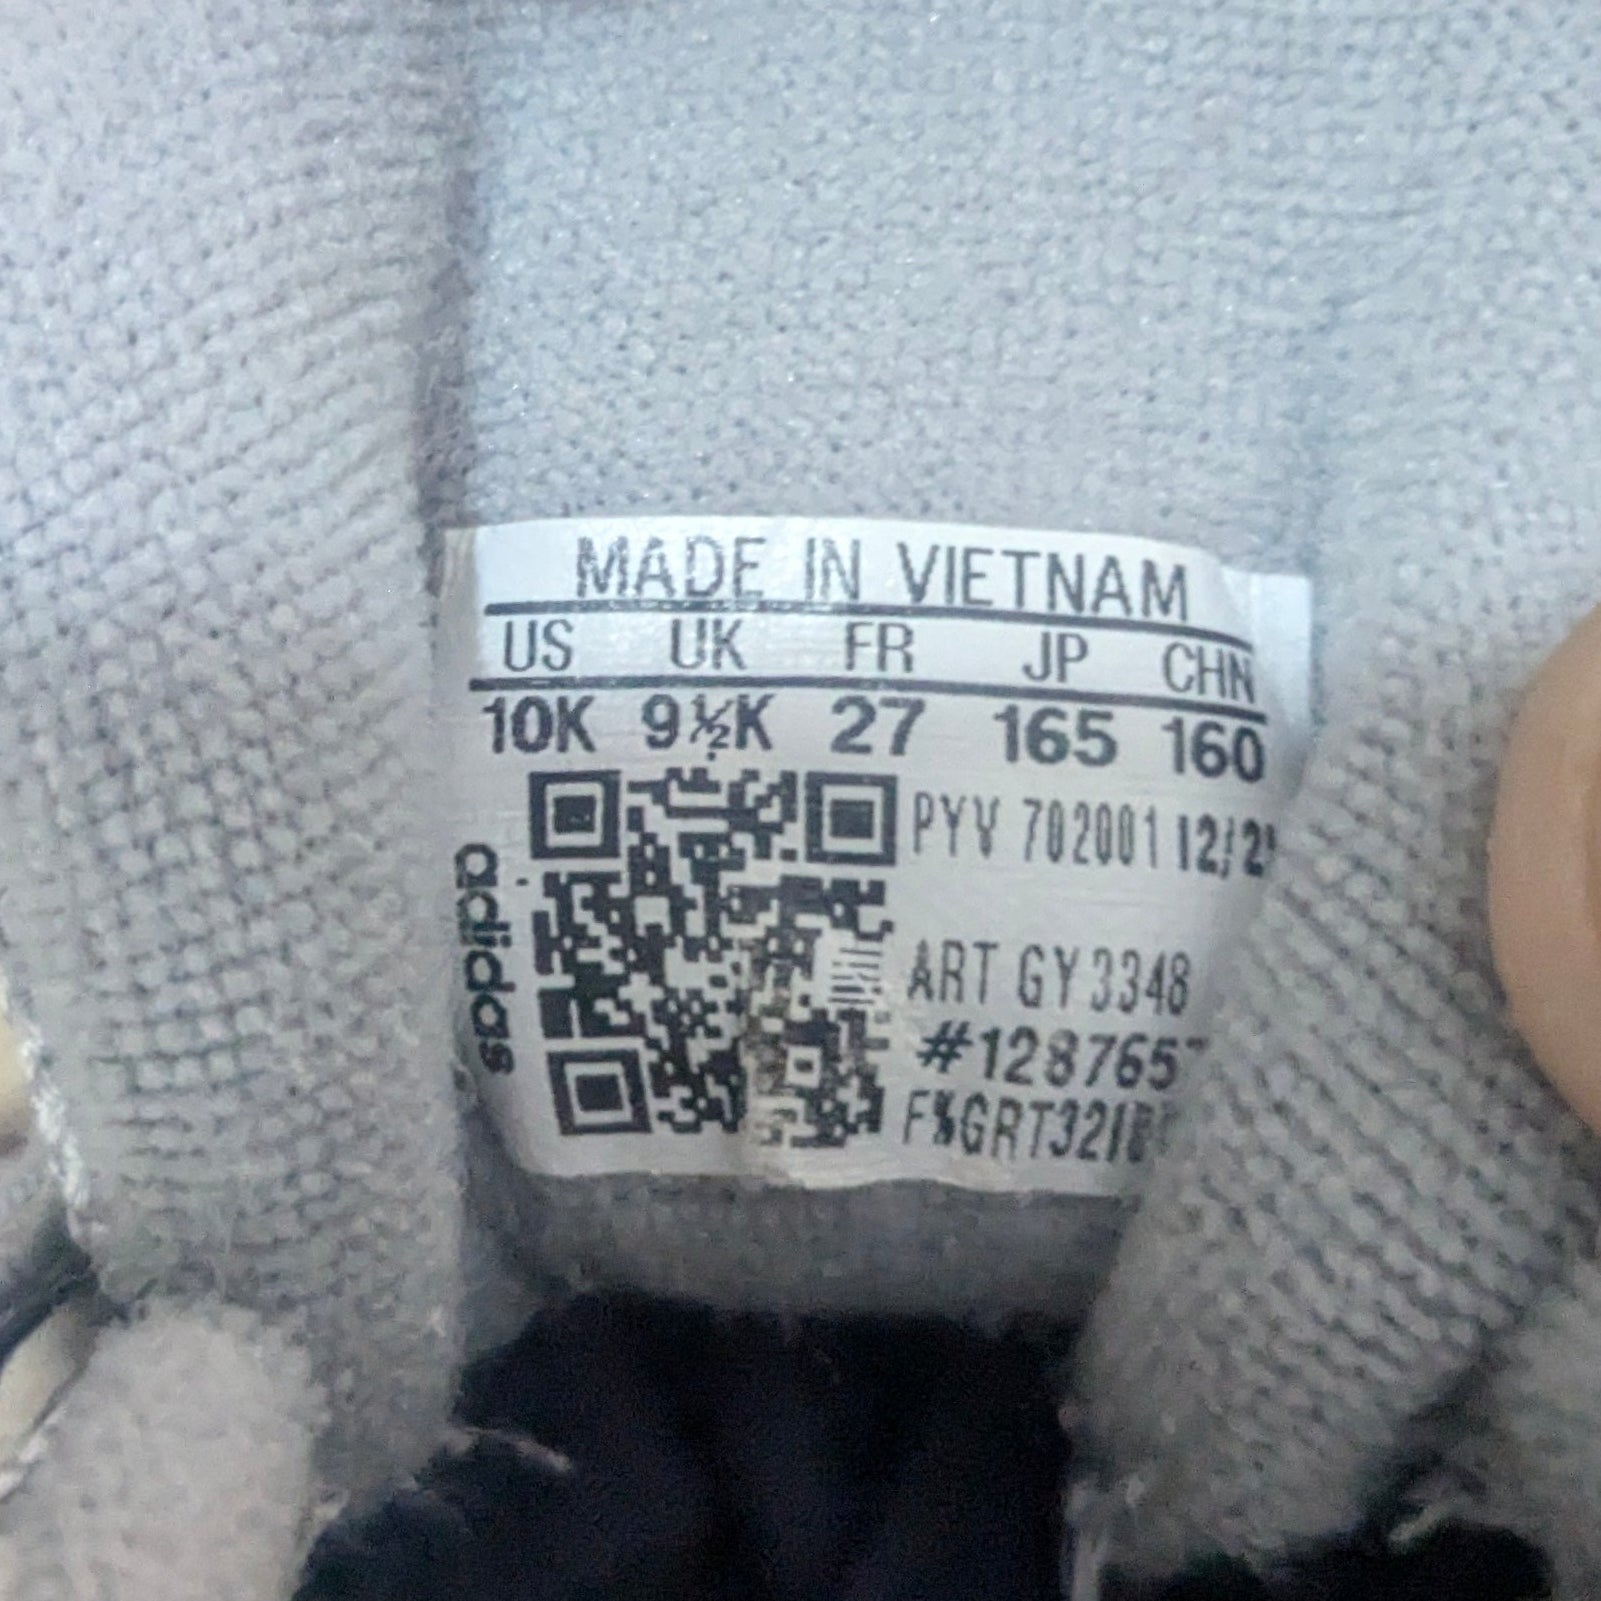 MADE IN VIETNAM
US UK FR JP CHN
10K 9½K 27 165 160
PYV 702001
ART GY3348
adidas